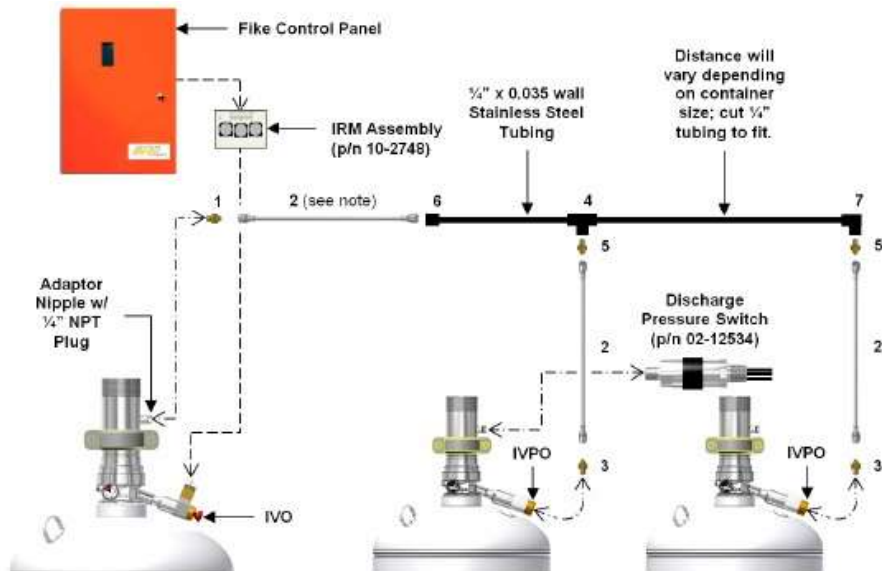 Fike Control Panel
Distance will
vary depending
on container
size; cut ¼"
tubing to fit.
¼" x 0,035 wall
Stainless Steel
Tubing
IRM Assembly
(p/n 10-2748)
1
2 (see note)
6
4
7
5
5
Adaptor
Nipple w/
¼" NPT
Plug
Discharge
Pressure Switch
(p/n 02-12534)
2
2
IVPO
3
IVPO
3
IVO